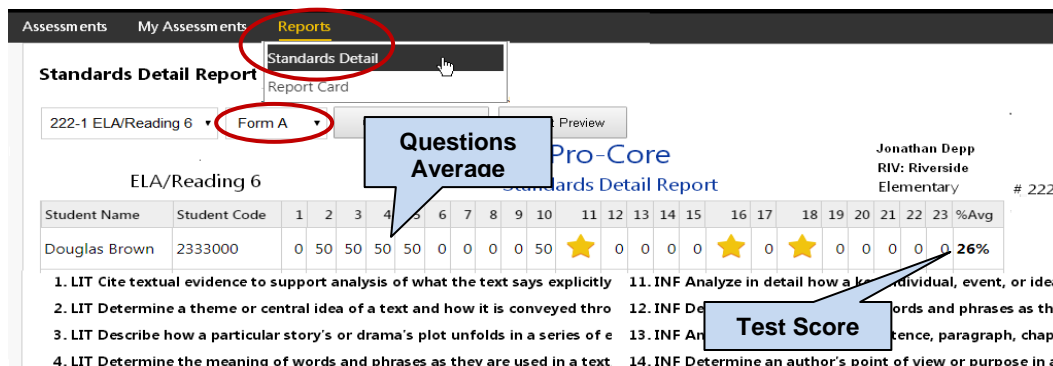 Assessments My Assessments Reports
Standards Detail
Standards Detail Report
Report Card
222-1 ELA/Reading 6 Form A Preview
Questions
Average
Pro-Core
Jonathan Depp
RIV: Riverside
ELA/Reading 6 Standards Detail Report Elementary # 222
Student Name Student Code 1 2 3 4 5 6 7 8 9 10 11 12 13 14 15 16 17 18 19 20 21 22 23 %Avg
Douglas Brown 2333000 0 50 50 50 50 0 0 0 0 50 0 0 0 0 0 0 0 0 0 0 26%
1. LIT Cite textual evidence to support analysis of what the text says explicitly 11. INF Analyze in detail how a key individual, event, or idea
2. LIT Determine a theme or central idea of a text and how it is conveyed thro 12. INF De ords and phrases as th
3. LIT Describe how a particular story's or drama's plot unfolds in a series of e 13. INF An tence, paragraph, chap
Test Score
4. LIT Determine the meaning of words and phrases as they are used in a text 14. INF Determine an author's point of view or purpose in a